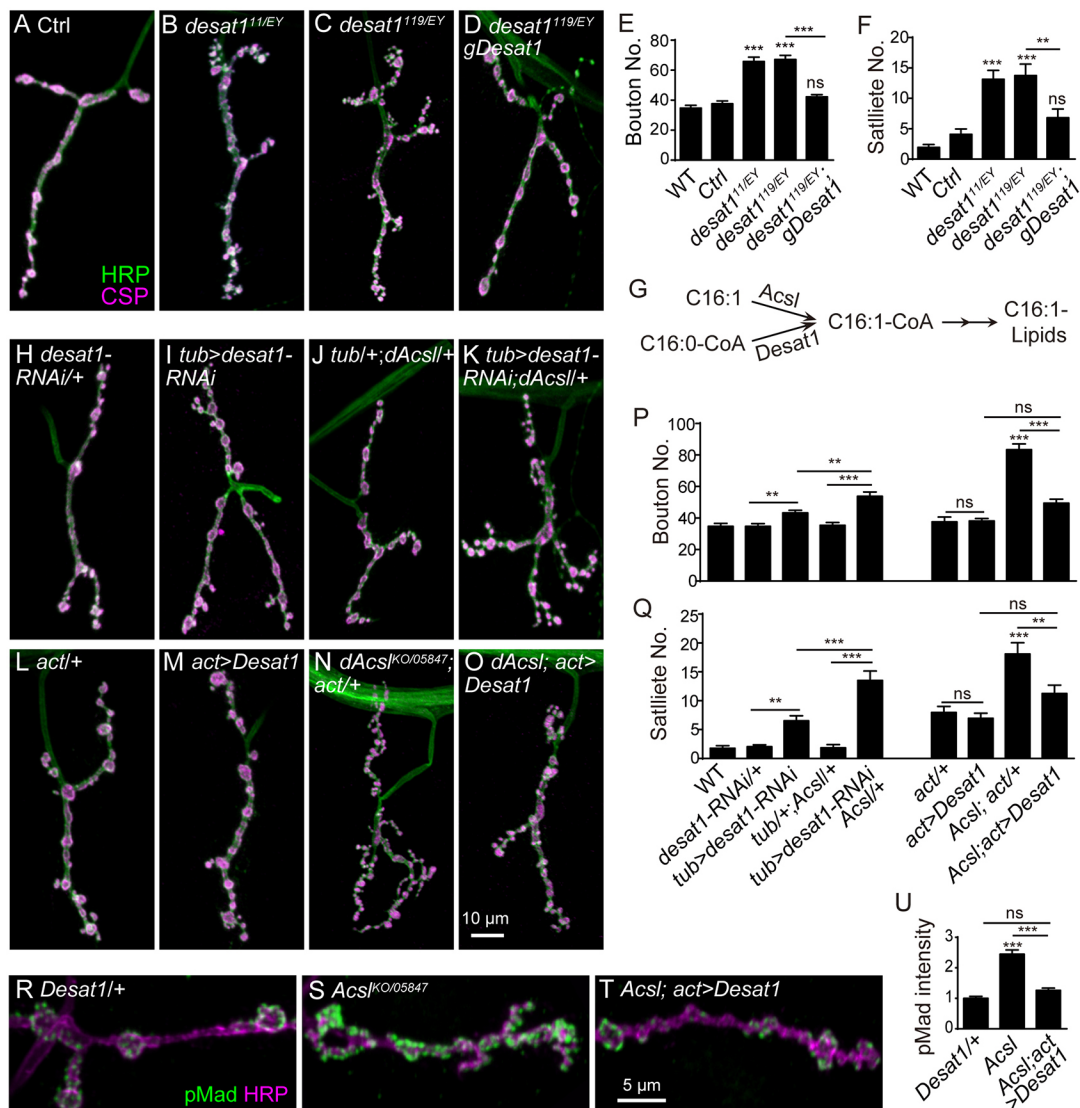 A Ctrl
B desat1 11/EY
C desat1 119/EY
D desat1 119/EY
gDesat1
HRP
CSP
E
Bouton No.
80
60
40
20
0
***
***
***
ns
WT
Ctrl
desat1 11/EY
desat1 119/EY
desat1 119/EY;
gDesat1
F
Satlliete No.
20
15
10
5
0
***
***
**
ns
WT
Ctrl
desat1 11/EY
desat1 119/EY
desat1 119/EY;
gDesat1
G
C16:1
Acsl
C16:0-CoA
Desat1
C16:1-CoA
C16:1-
Lipids
H desat1-
RNAi/+
I tub>desat1-
RNAi
J tub/+;dAcsl/+
K tub>desat1-
RNAi;dAcsl/+
L act/+
M act>Desat1
N dAcsl KO/05847;
act/+
O dAcsl; act>
Desat1
10 µm
P
Bouton No.
100
80
60
40
20
0
**
**
***
ns
***
***
ns
Q
Satlliete No.
25
20
15
10
5
0
**
***
***
ns
***
**
ns
WT
desat1-RNAi/+
tub>desat1-RNAi
tub/+;Acsl/+
tub>desat1-RNAi
Acsl/+
act/+
act>Desat1
Acsl; act/+
Acsl;act>Desat1
R Desat1/+
pMad HRP
S Acsl KO/05847
T Acsl; act>Desat1
5 µm
U
pMad intensity
4
3
2
1
0
ns
***
***
Desat1/+
Acsl
Acsl;act
>Desat1